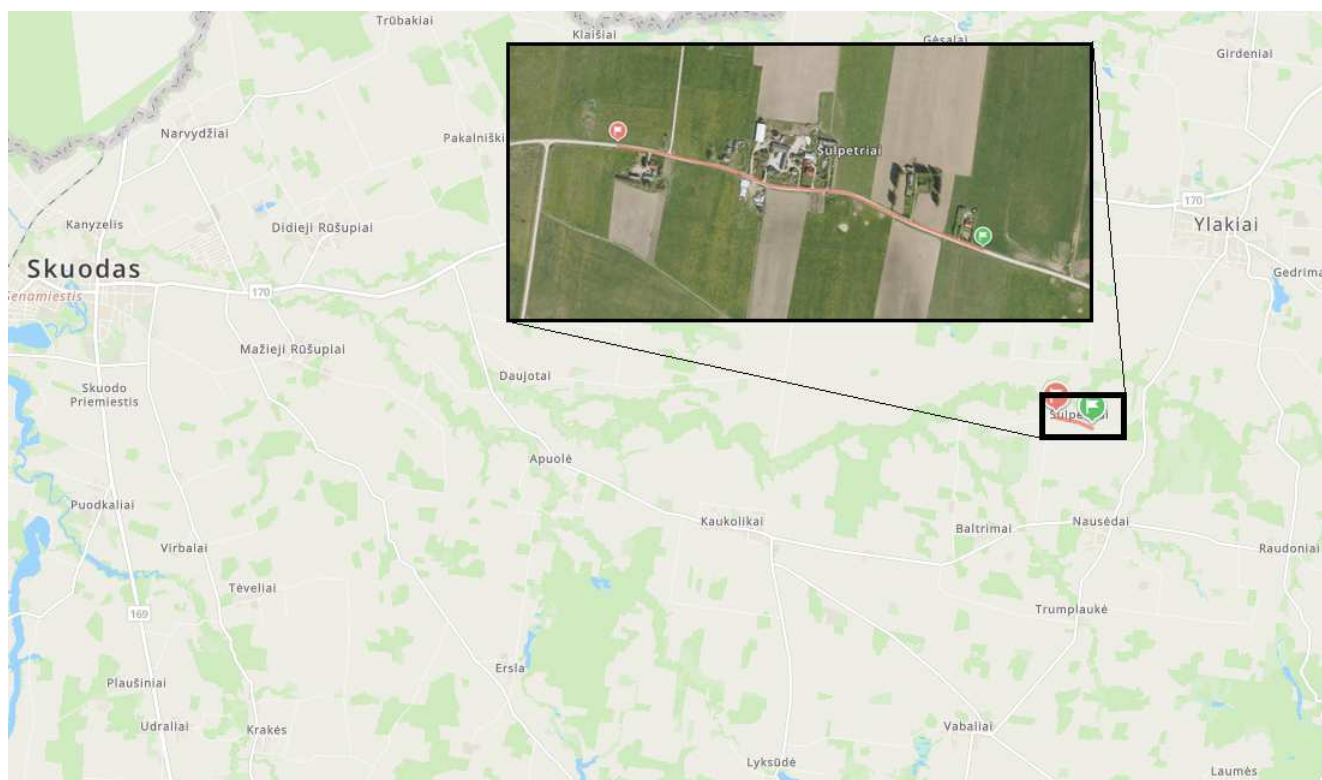 Trūbakiai
Klaišiai
Gėsalai
Girdeniai
Narvydžiai
Pakalniški
Šulpetriai
170
Ylakiai
Kanyzelis
Didieji Rūšupiai
Skuodas
Senamiestis
170
Gedrima
Mažieji Rūšupiai
Daujotai
Skuodo
Priemiestis
Apuolė
Puodkaliai
Kaukolikai
Baltrimai
Nausėdai
Virbalai
Raudoniai
Tėveliai
169
Trumplaukė
Ersla
Plaušiniai
Udraliai
Krakės
Vabaliai
Lyksūdė
Laumės